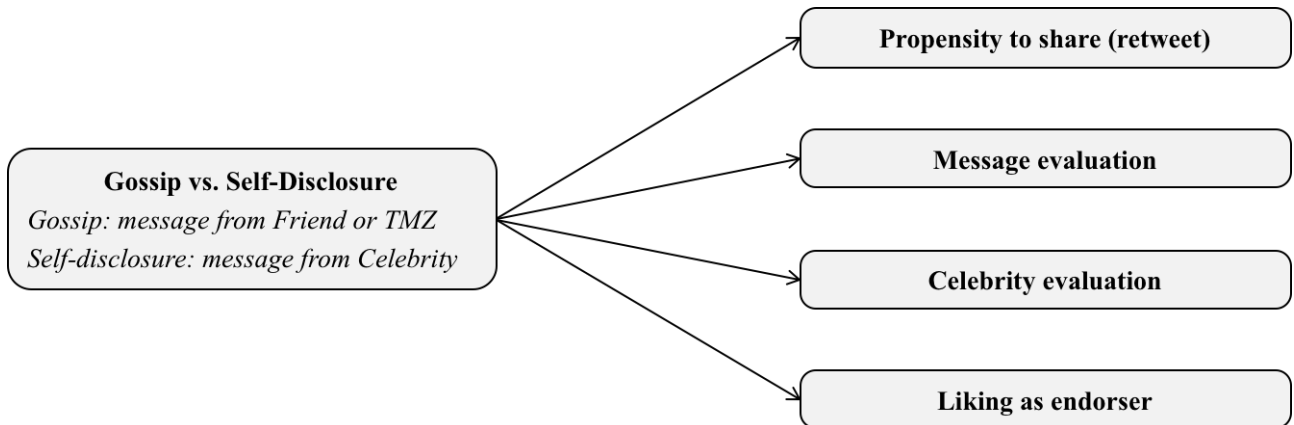 Propensity to share (retweet)
Message evaluation
Gossip vs. Self-Disclosure
Gossip: message from Friend or TMZ
Self-disclosure: message from Celebrity
Celebrity evaluation
Liking as endorser